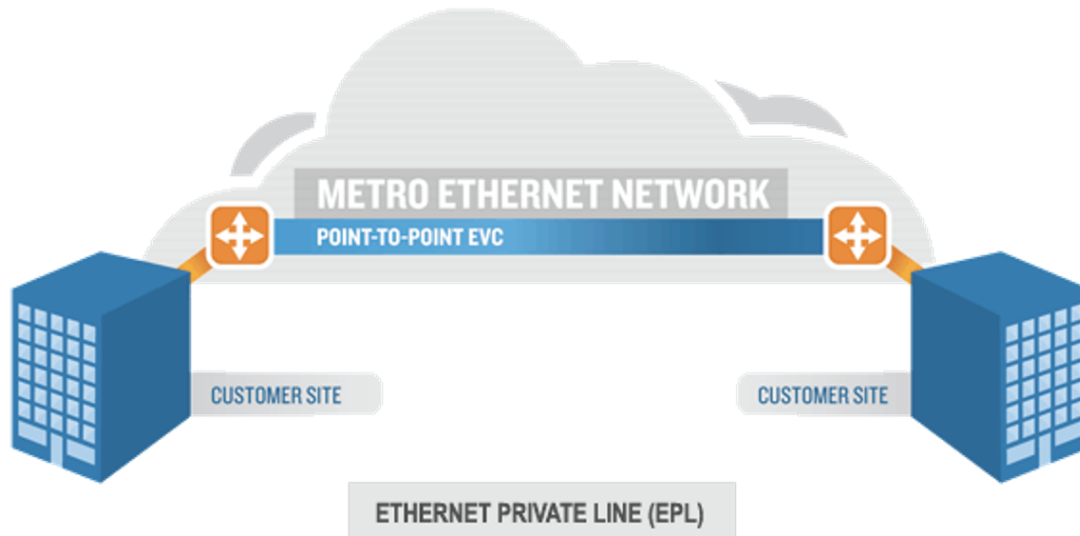 METRO ETHERNET NETWORK
POINT-TO-POINT EVC
CUSTOMER SITE
CUSTOMER SITE
ETHERNET PRIVATE LINE (EPL)